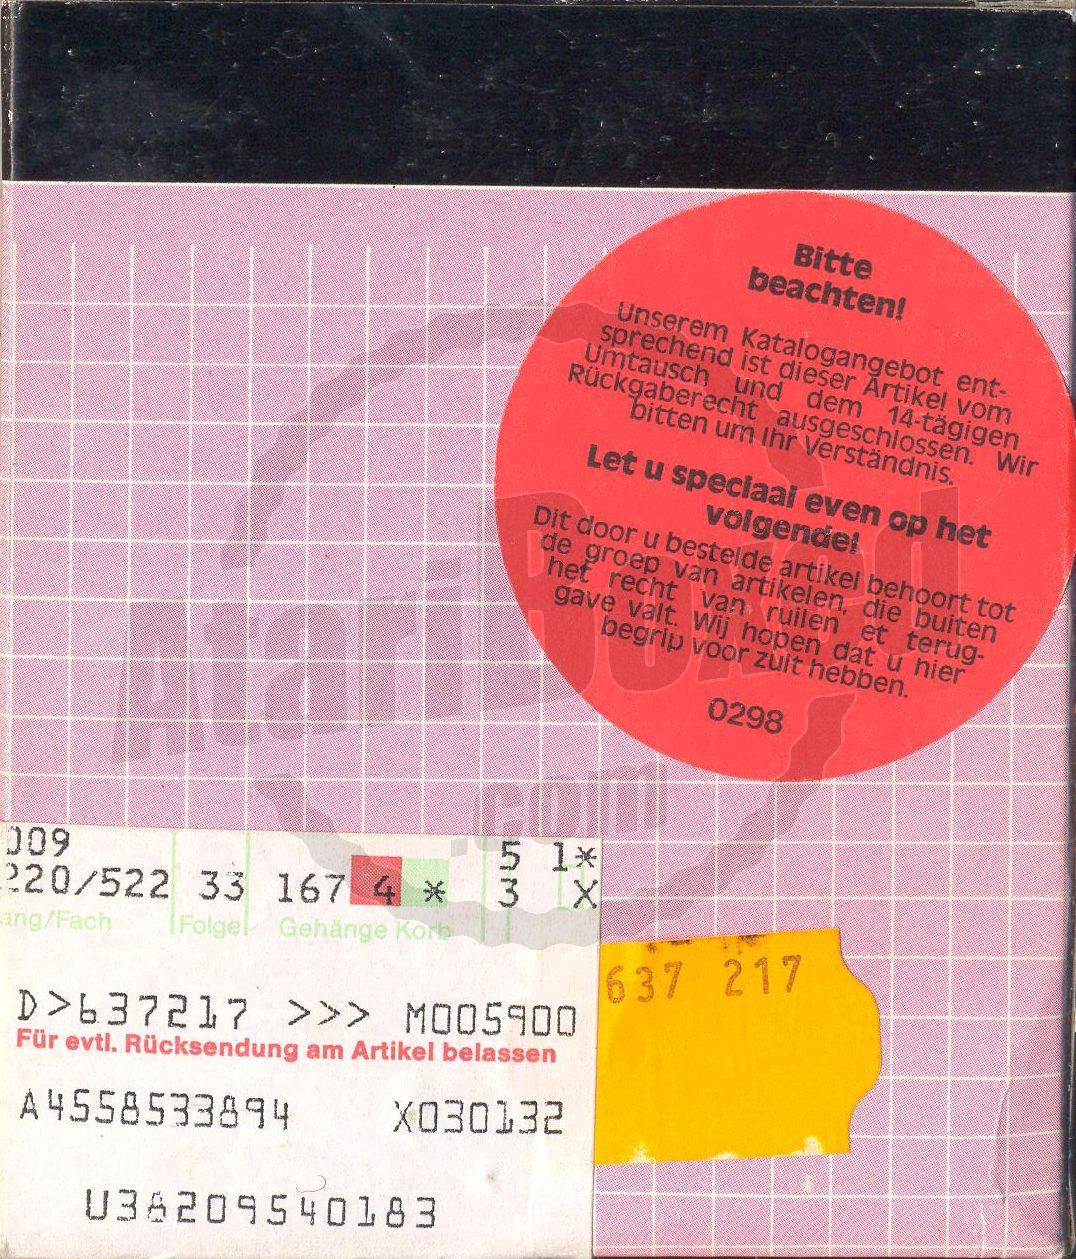 Bitte
beachten!
Unserem Katalogangebot ent-
sprechend ist dieser Artikel vom
Umtausch und dem 14-tägigen
Rückgaberecht ausgeschlossen. Wir
bitten um Ihr Verständnis.
Let u speciaal even op het
volgende!
Dit door u bestelde artikel behoort tot
de groep van artikelen, die buiten
het recht van ruilen et terug-
gave valt. Wij hopen dat u hier
begrip voor zult hebben.
0298
AtariBoxed
.com
009 5 1*
220/522 33 167 4 * 3 X
ang/Fach Folge Gehänge Korb
637 217
D>637217 >>> M005900
Für evtl. Rücksendung am Artikel belassen
A4558533894 X030132
U38209540183